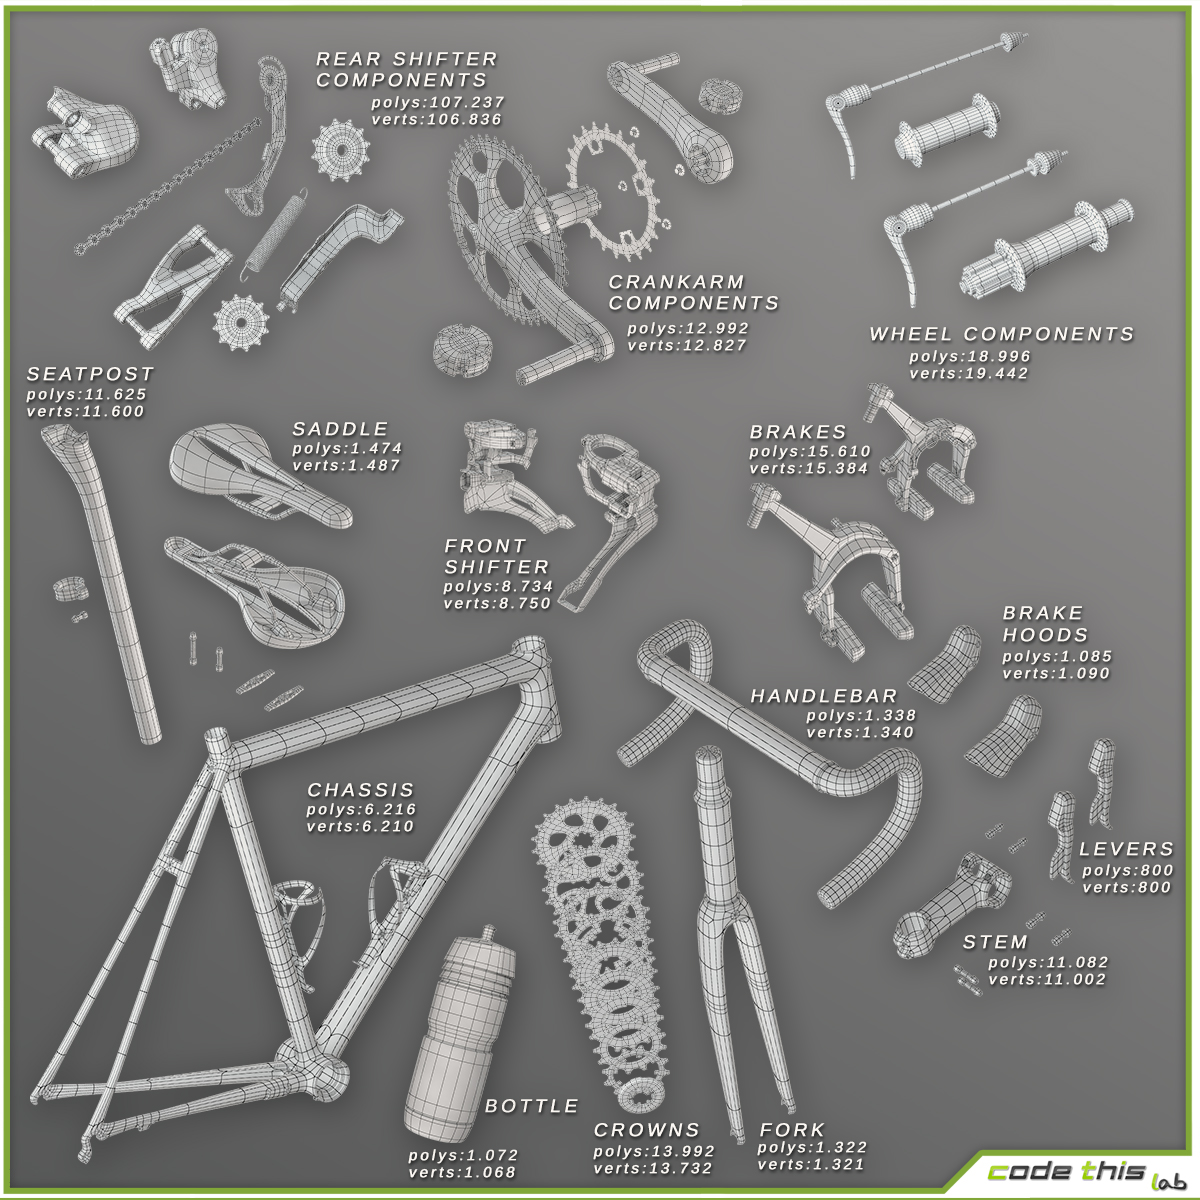 REAR SHIFTER
COMPONENTS
polys:107.237
verts:106.836
CRANKARM
COMPONENTS
polys:12.992
verts:12.827
WHEEL COMPONENTS
polys:18.996
verts:19.442
SEATPOST
polys:11.625
verts:11.600
SADDLE
polys:1.474
verts:1.487
BRAKES
polys:15.610
verts:15.384
FRONT
SHIFTER
polys:8.734
verts:8.750
BRAKE
HOODS
polys:1.085
verts:1.090
HANDLEBAR
polys:1.338
verts:1.340
CHASSIS
polys:6.216
verts:6.210
LEVERS
polys:800
verts:800
STEM
polys:11.082
verts:11.002
BOTTLE
polys:1.072
verts:1.068
CROWNS
polys:13.992
verts:13.732
FORK
polys:1.322
verts:1.321
code this lab